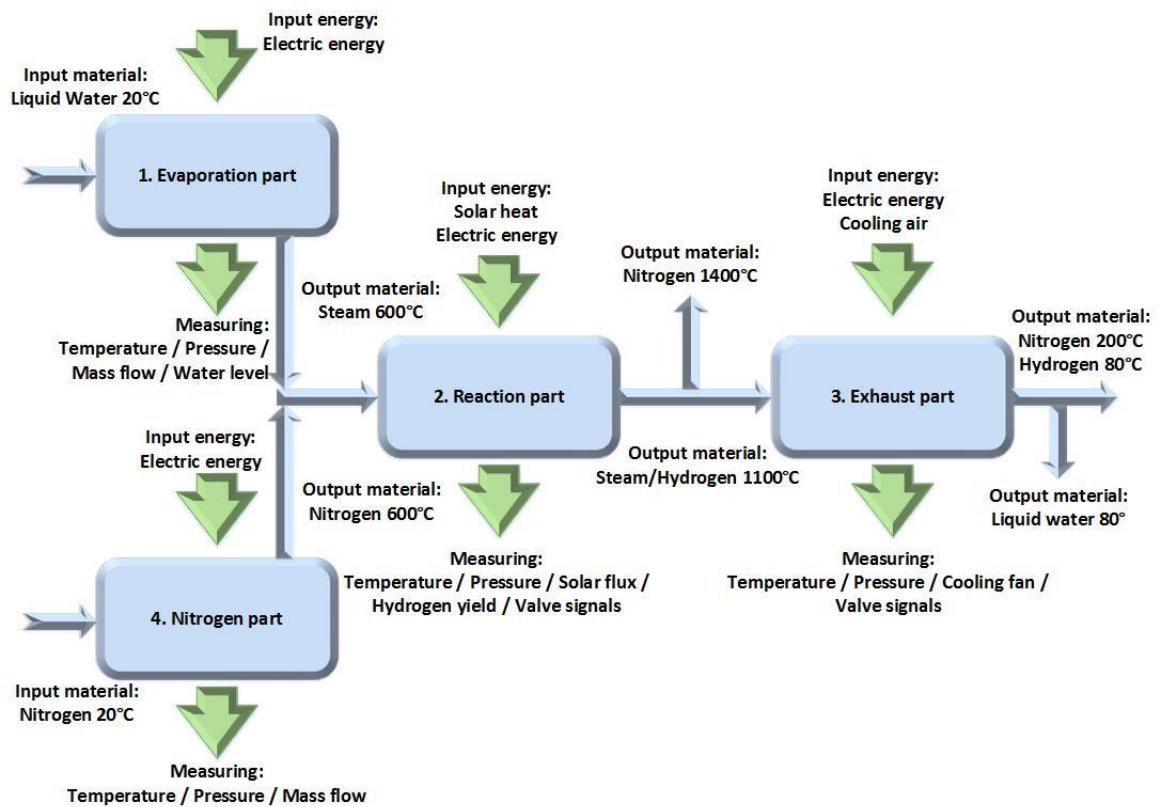 Input energy:
Electric energy
Input material:
Liquid Water 20°C
1. Evaporation part
Input energy:
Solar heat
Electric energy
Input energy:
Electric energy
Cooling air
Output material:
Nitrogen 1400°C
Output material:
Steam 600°C
Measuring:
Temperature / Pressure /
Mass flow / Water level
Output material:
Nitrogen 200°C
Hydrogen 80°C
2. Reaction part
3. Exhaust part
Input energy:
Electric energy
Output material:
Steam/Hydrogen 1100°C
Output material:
Nitrogen 600°C
Output material:
Liquid water 80°
Measuring:
Temperature / Pressure / Solar flux /
Hydrogen yield / Valve signals
Measuring:
Temperature / Pressure / Cooling fan /
Valve signals
4. Nitrogen part
Input material:
Nitrogen 20°C
Measuring:
Temperature / Pressure / Mass flow